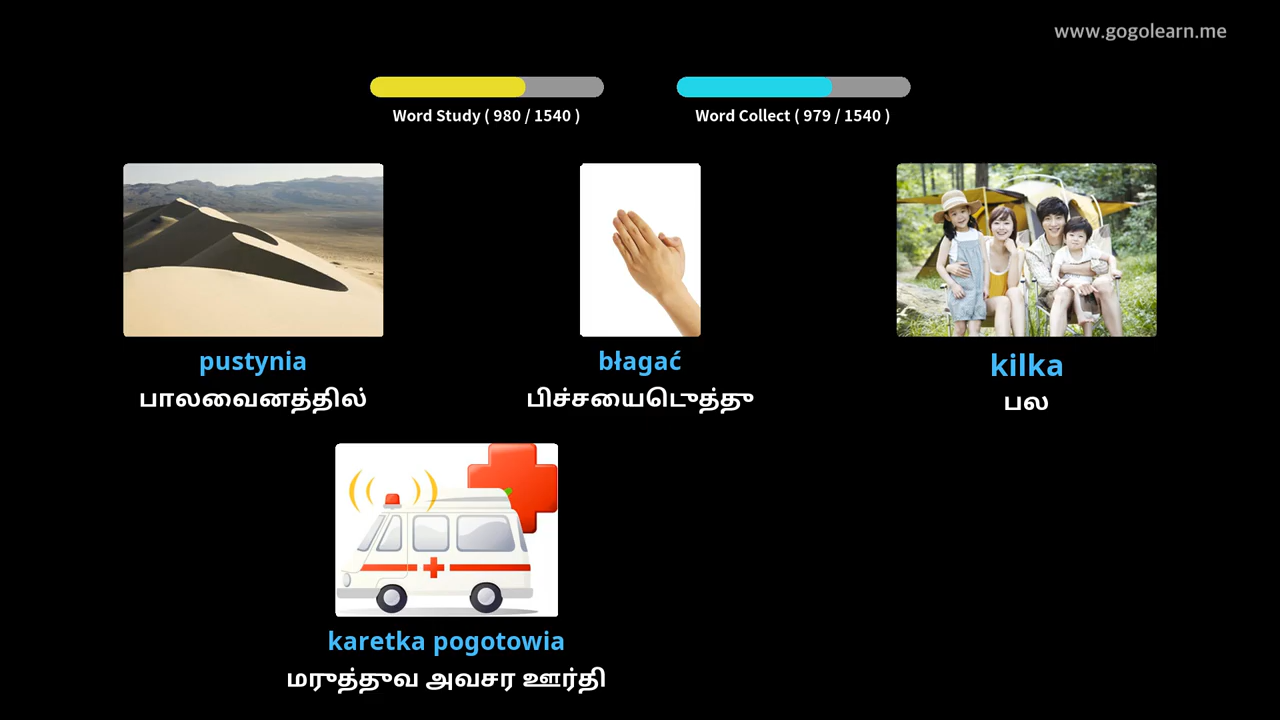 www.gogolearn.me
Word Study ( 980 / 1540 )
Word Collect ( 979 / 1540 )
pustynia
பாலவைனத்தில்
błagać
பிச்சயைடெுத்து
kilka
பல
karetka pogotowia
மருத்துவ அவசர ஊர்தி